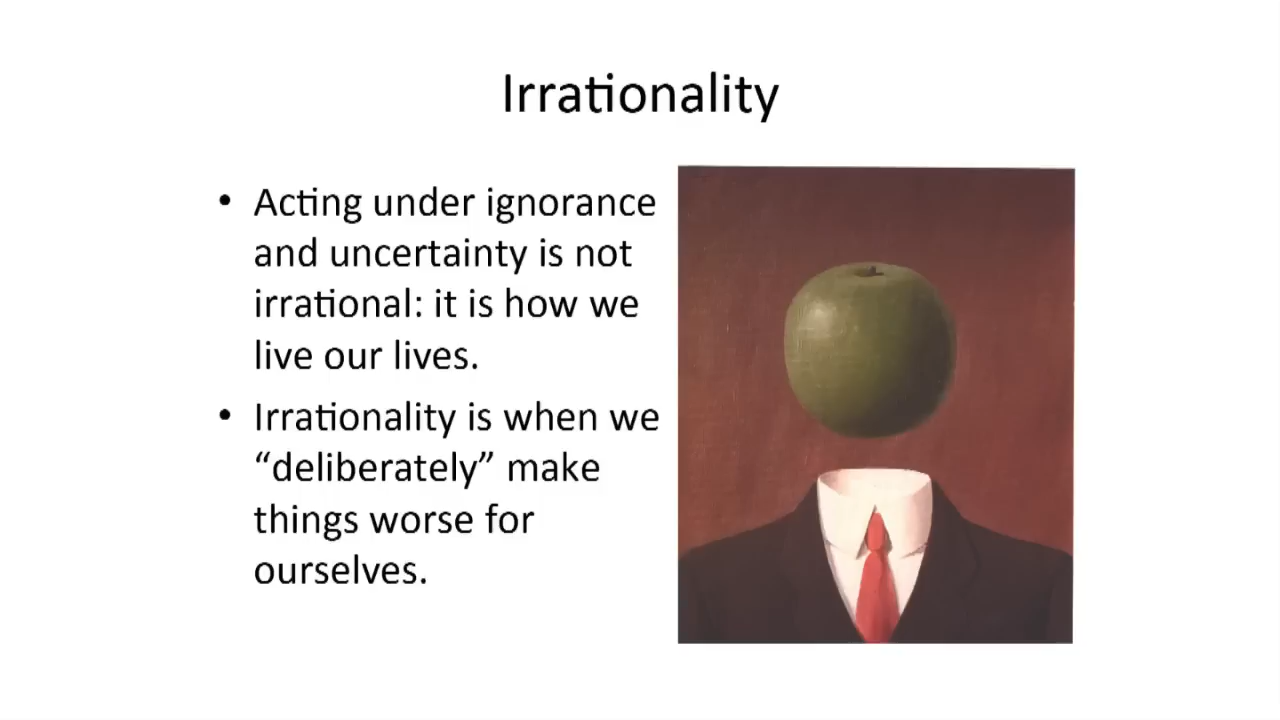 Irrationality
• Acting under ignorance
and uncertainty is not
irrational: it is how we
live our lives.
• Irrationality is when we
“deliberately” make
things worse for
ourselves.